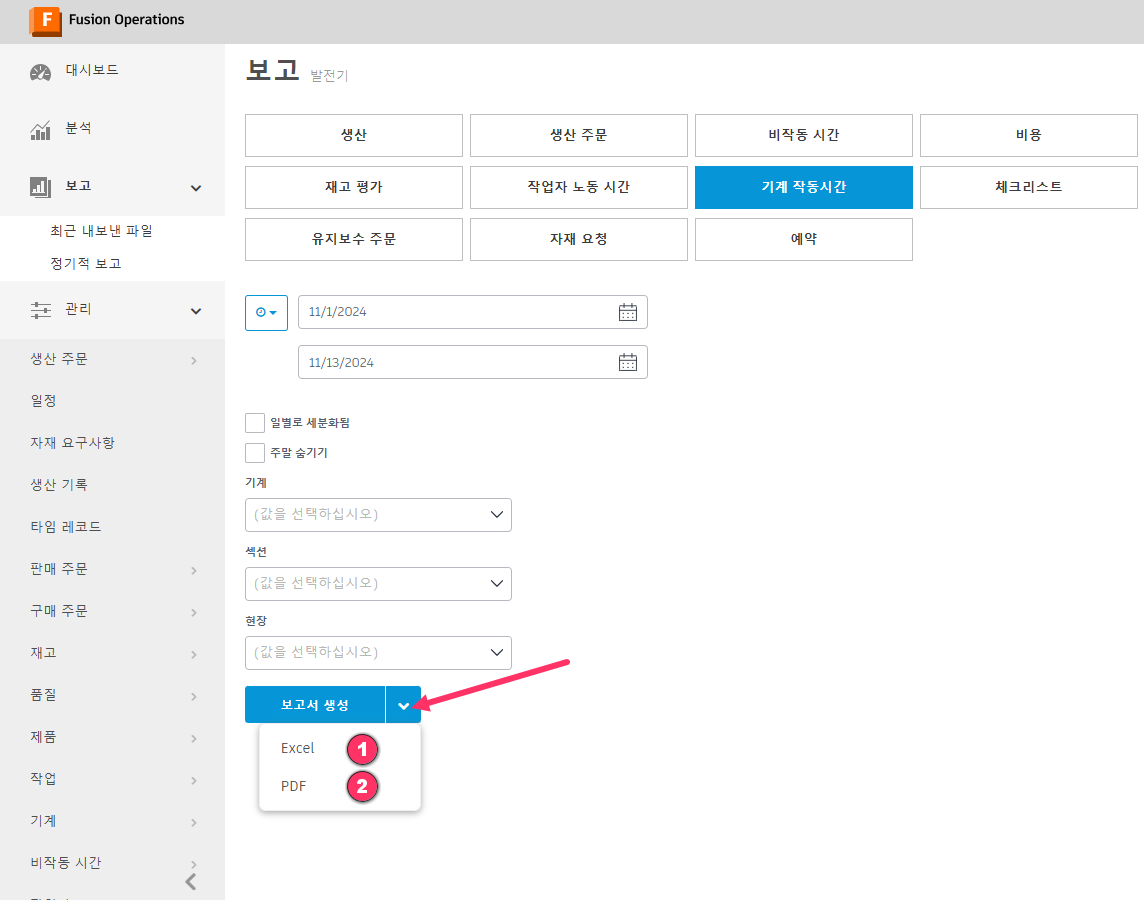 F Fusion Operations
대시보드
분석
보고
최근 내보낸 파일
정기적 보고
관리
생산 주문
일정
자재 요구사항
생산 기록
타임 레코드
판매 주문
구매 주문
재고
품질
제품
작업
기계
비작동 시간
보고 발전기
생산 생산 주문 비작동 시간 비용
재고 평가 작업자 노동 시간 기계 작동시간 체크리스트
유지보수 주문 자재 요청 예약
11/1/2024
11/13/2024
일별로 세분화됨
주말 숨기기
기계
(값을 선택하십시오)
섹션
(값을 선택하십시오)
현장
(값을 선택하십시오)
보고서 생성
Excel 1
PDF 2